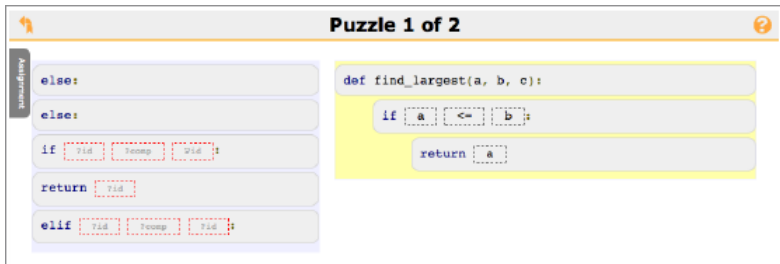 Puzzle 1 of 2
?
Assignment
else:
else:
if ?id ?comp ?id :
return ?id
elif ?id ?comp ?id :
def find_largest(a, b, c):
if a <= b :
return a